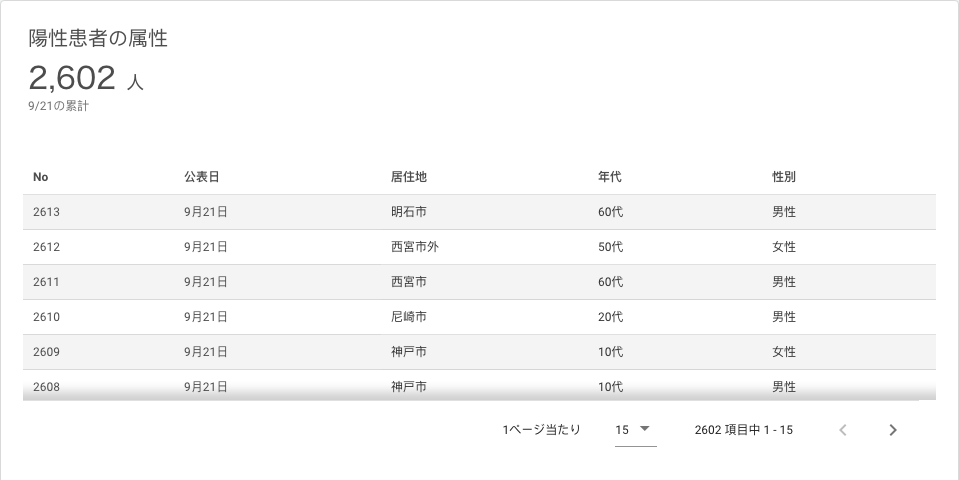 陽性患者の属性
2,602 人
9/21の累計
No 公表日 居住地 年代 性別
2613 9月21日 明石市 60代 男性
2612 9月21日 西宮市外 50代 女性
2611 9月21日 西宮市 60代 男性
2610 9月21日 尼崎市 20代 男性
2609 9月21日 神戸市 10代 女性
2608 9月21日 神戸市 10代 男性
1ページ当たり 15 2602 項目中 1 - 15